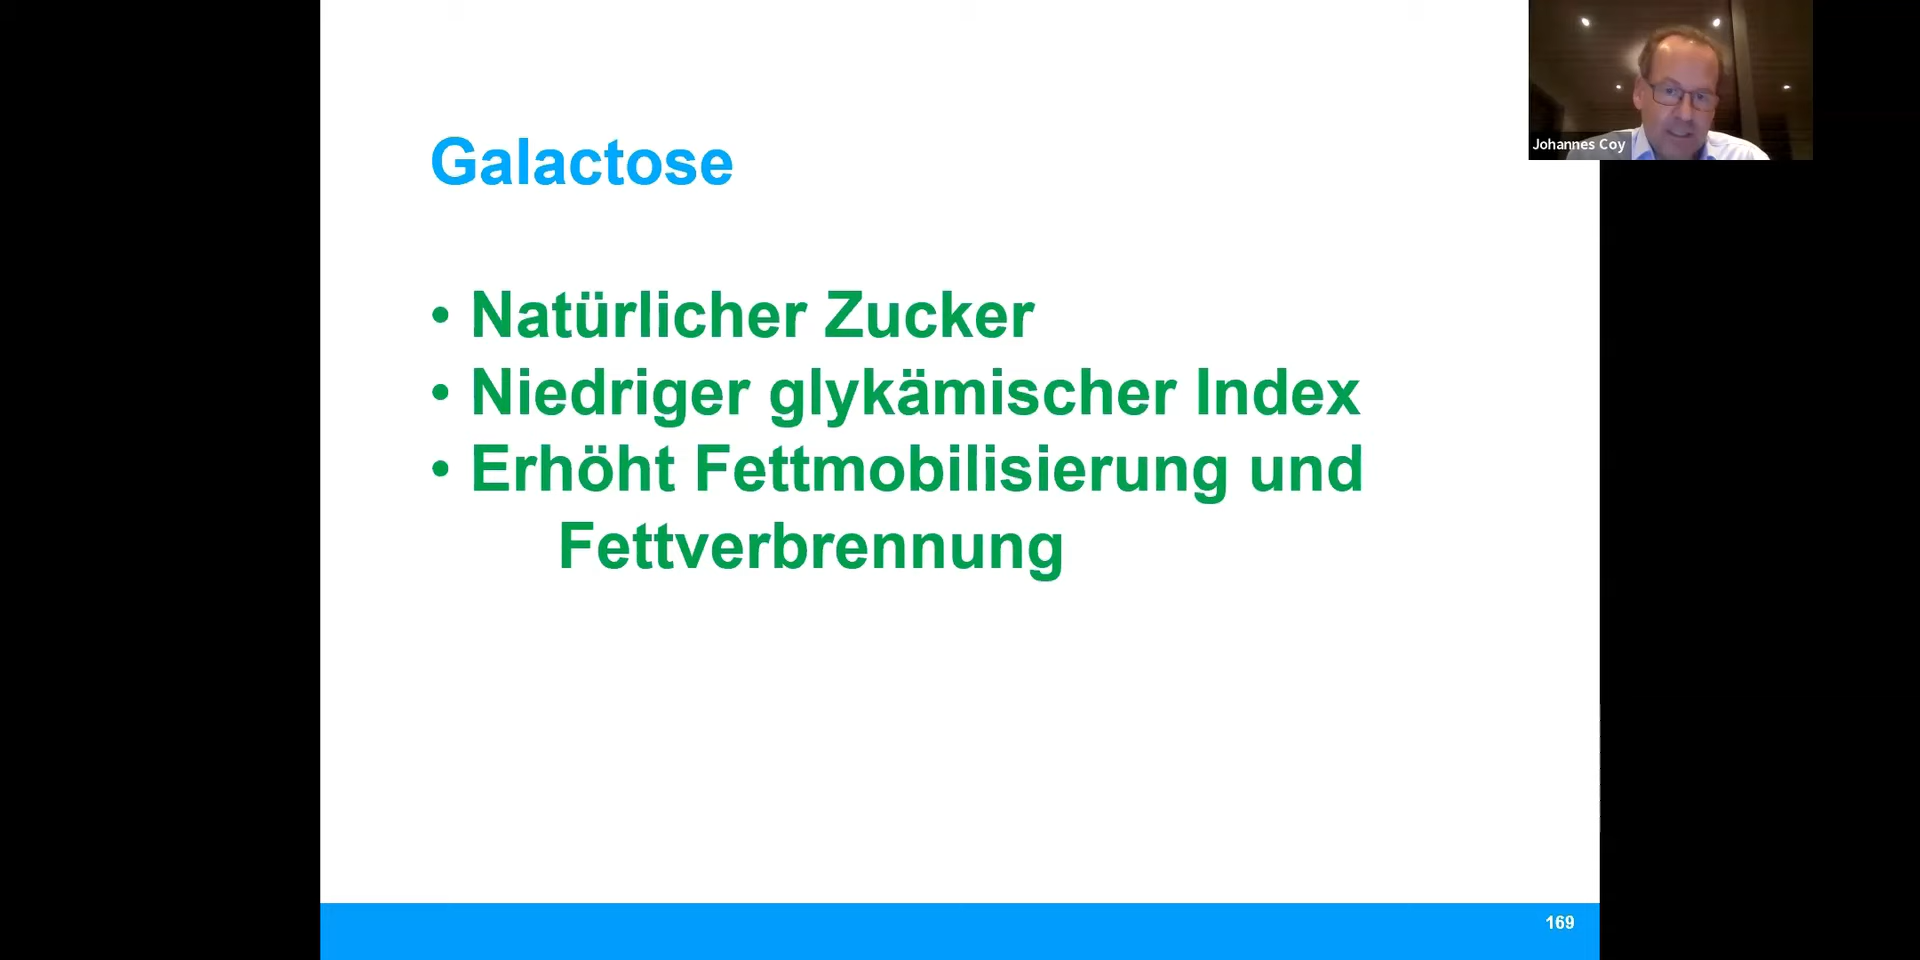 Galactose
• Natürlicher Zucker
• Niedriger glykämischer Index
• Erhöht Fettmobilisierung und
Fettverbrennung
Johannes Coy
169